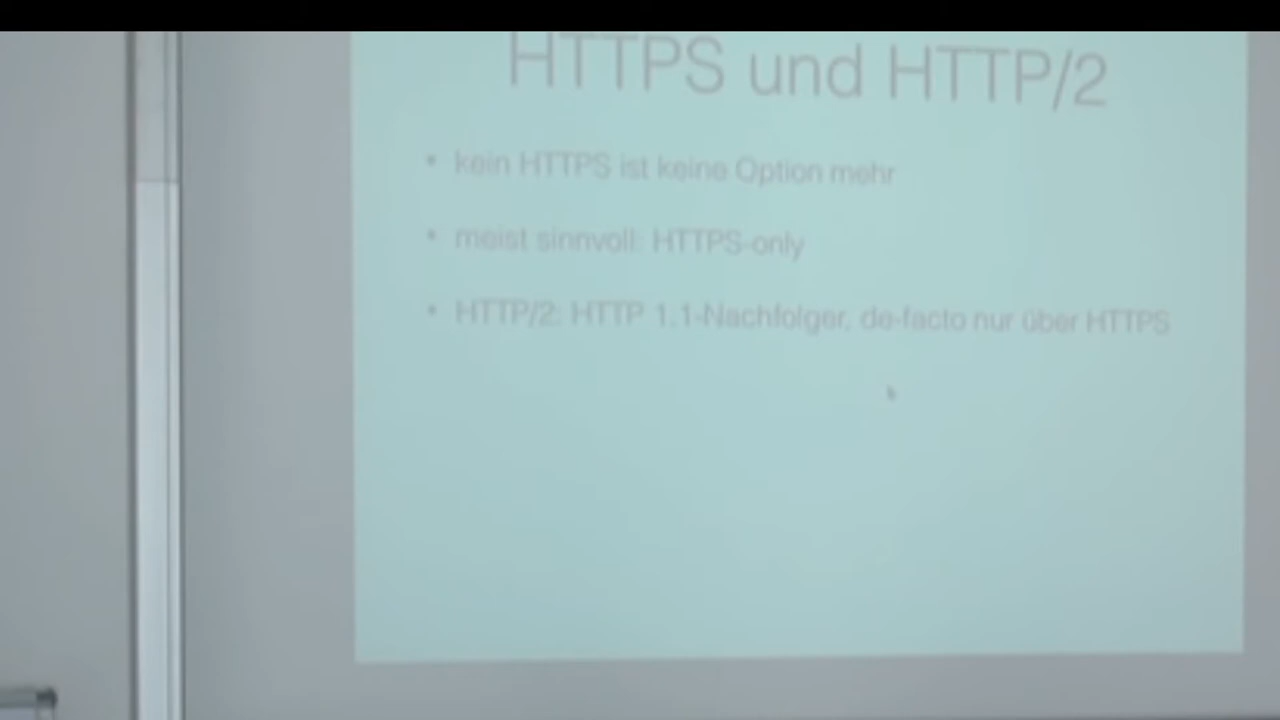 HTTPS und HTTP/2
• kein HTTPS ist keine Option mehr
• meist sinnvoll: HTTPS-only
• HTTP/2: HTTP 1.1-Nachfolger, de-facto nur über HTTPS